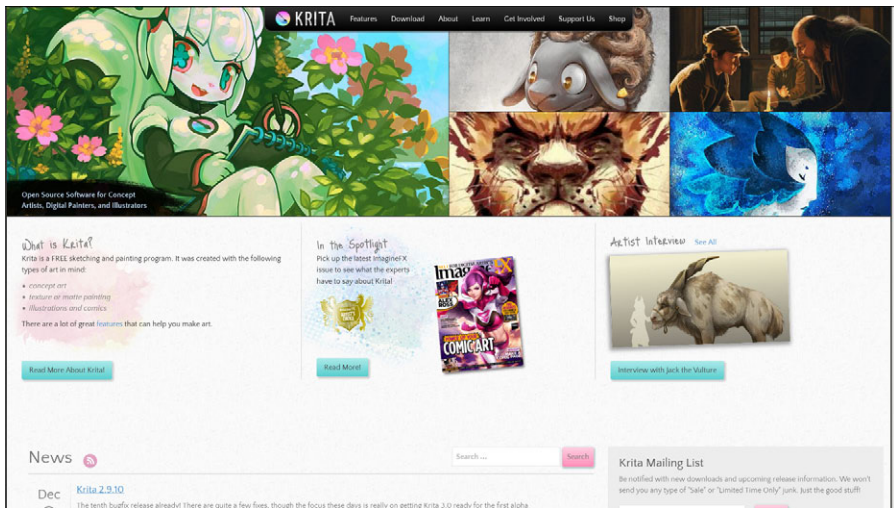 KRITA
Features Download About Learn Get Involved Support Us Shop
Open Source Software for Concept
Artists, Digital Painters, and Illustrators
What is Krita?
Krita is a FREE sketching and painting program. It was created with the following
types of art in mind:
• concept art
• texture or matte painting
• illustrations and comics
There are a lot of great features that can help you make art.
Read More About Krita!
In the Spotlight
Pick up the latest ImagineFX
issue to see what the experts
have to say about Krita!
COMIC ART
Read More!
Artist Interview See All
Interview with Jack the Vulture
News
Search ...
Search
Dec
Krita 2.9.10
The tenth bugfix release already! There are quite a few fixes, though the focus these days is really on getting Krita 3.0 ready for the first alpha
Krita Mailing List
Be notified with new downloads and upcoming release information. We won't
send you any type of "Sale" or "Limited Time Only" junk. Just the good stuff!